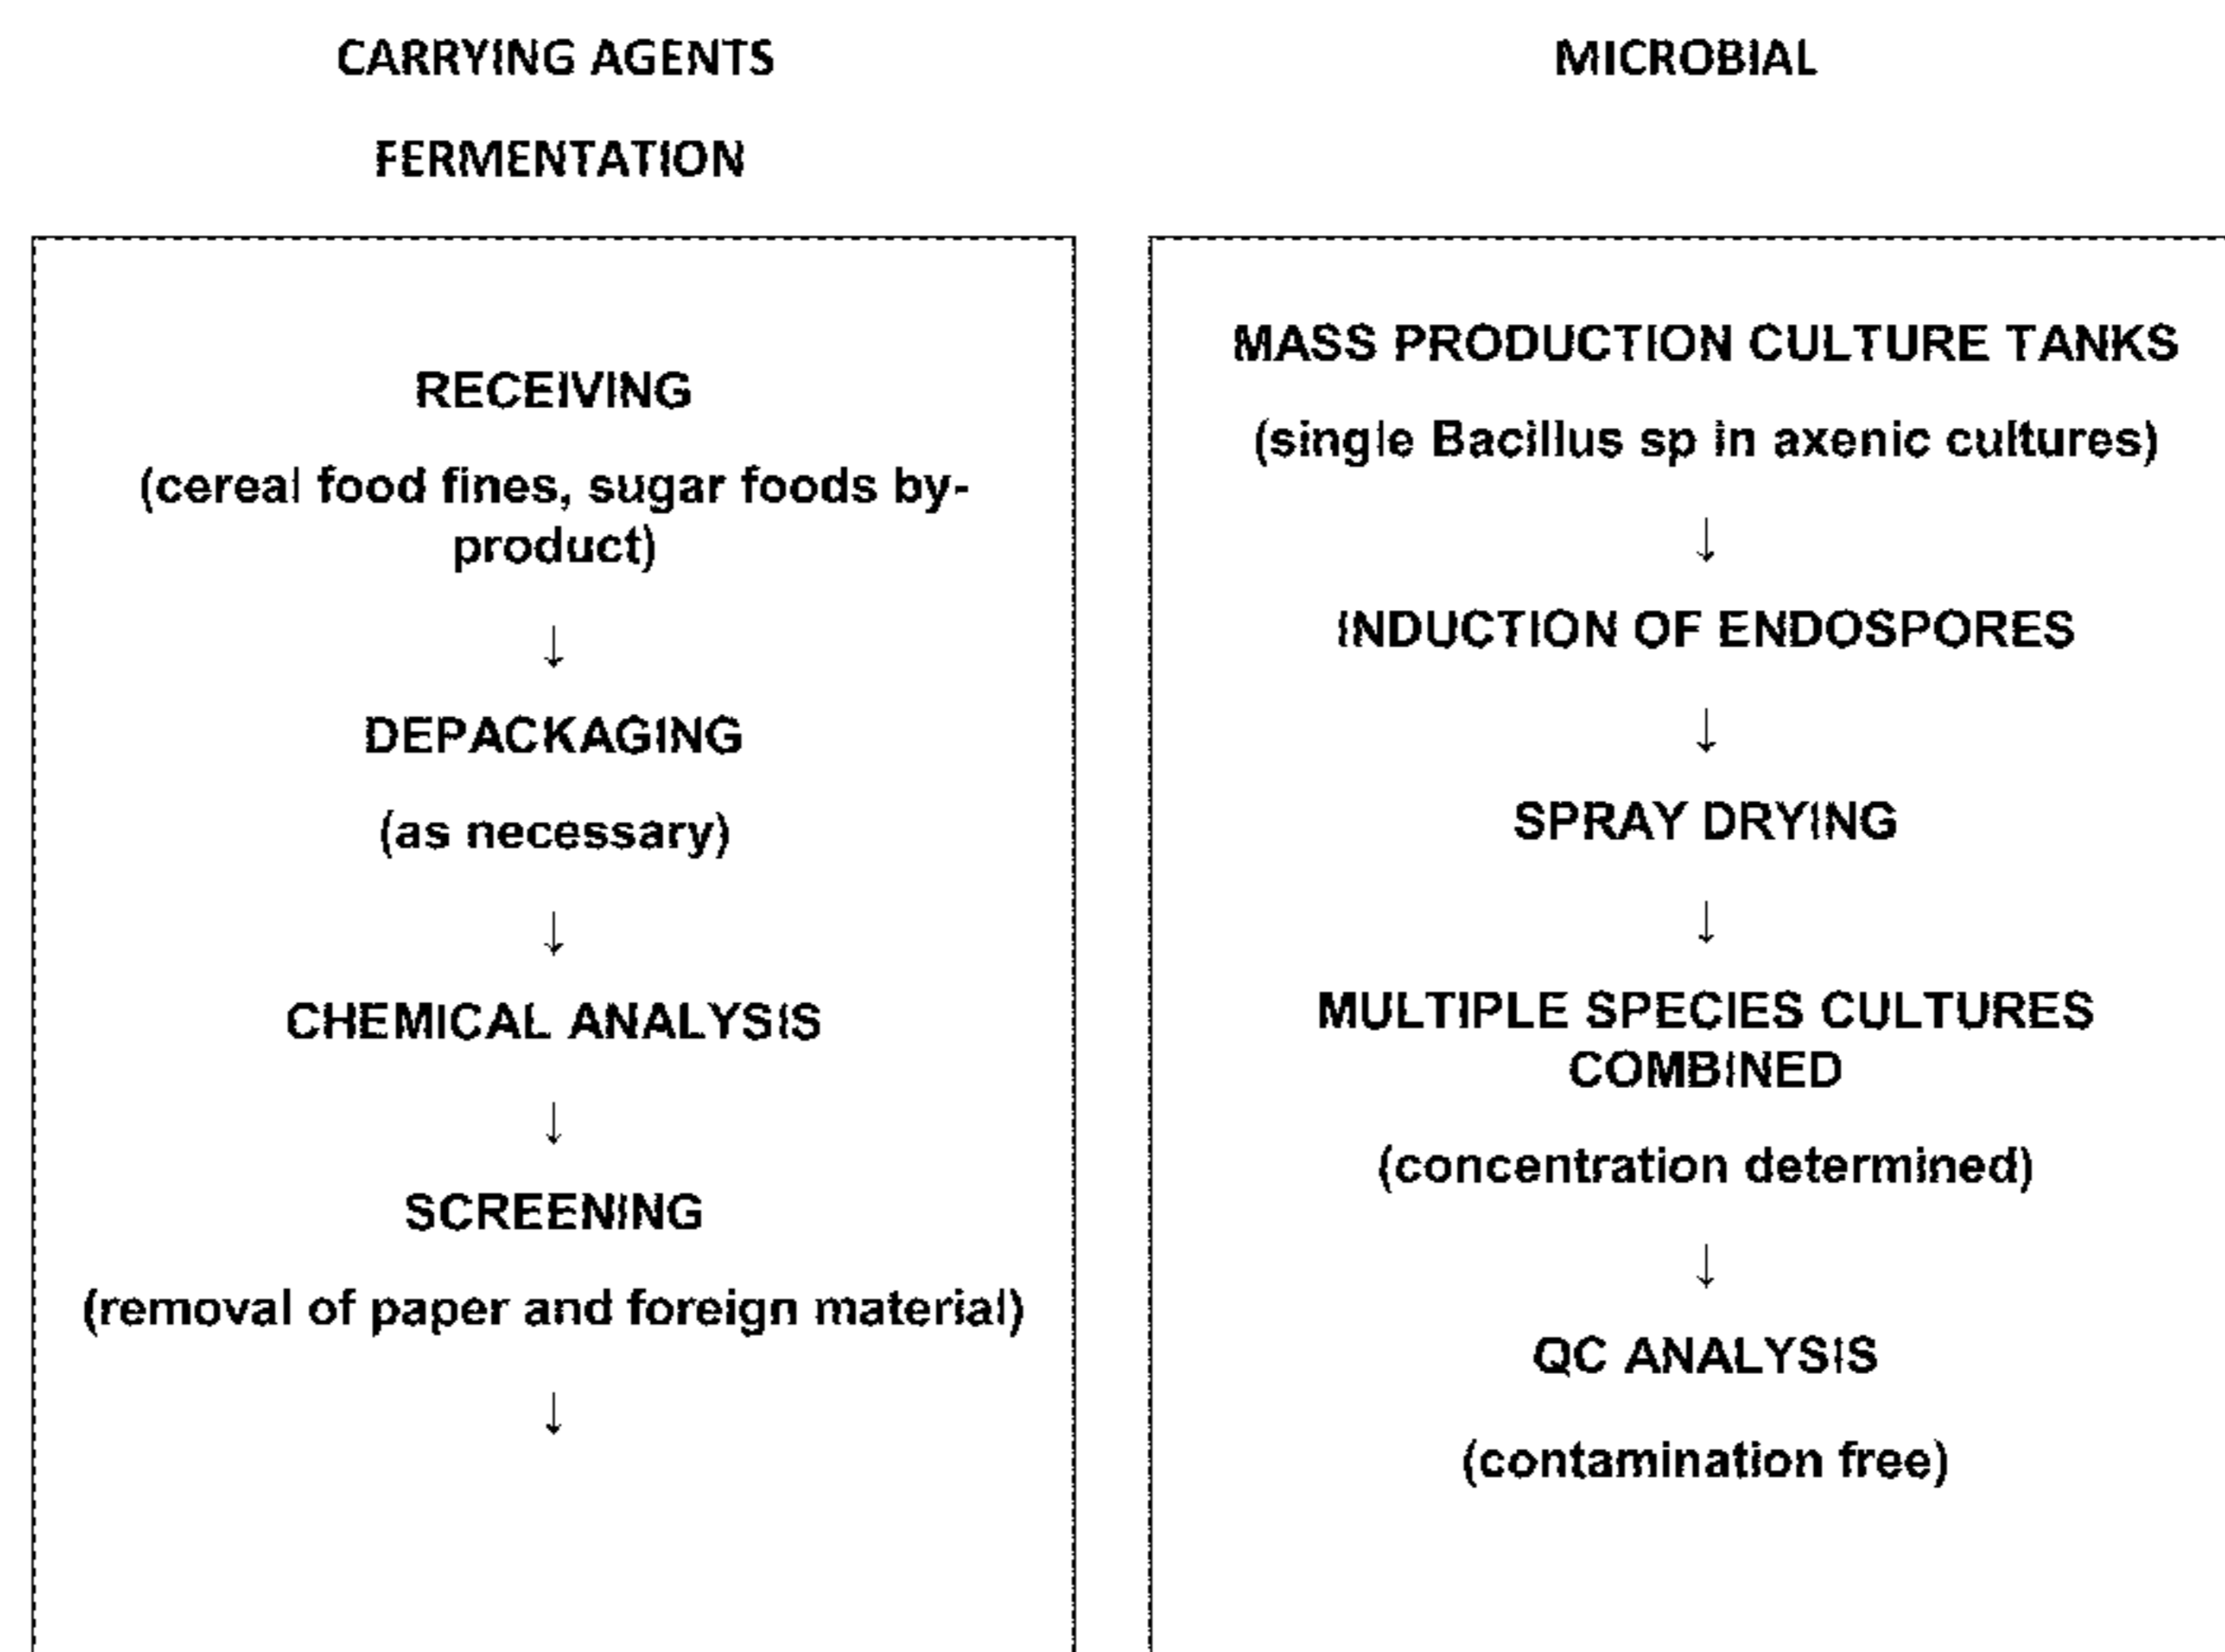 CARRYING AGENTS
FERMENTATION
RECEIVING
(cereal food fines, sugar foods by-
product)
↓
DEPACKAGING
(as necessary)
↓
CHEMICAL ANALYSIS
↓
SCREENING
(removal of paper and foreign material)
↓
MICROBIAL
MASS PRODUCTION CULTURE TANKS
(single Bacillus sp in axenic cultures)
↓
INDUCTION OF ENDOSPORES
↓
SPRAY DRYING
↓
MULTIPLE SPECIES CULTURES
COMBINED
(concentration determined)
↓
QC ANALYSIS
(contamination free)